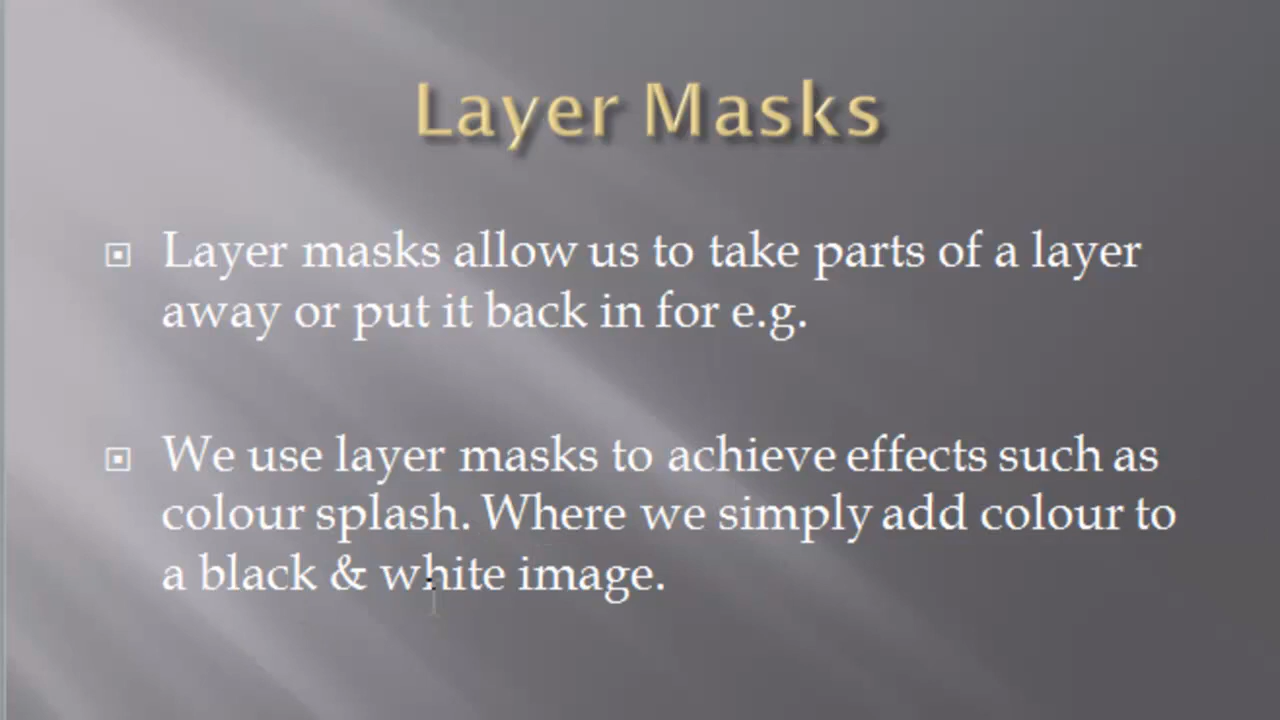 Layer Masks
Layer masks allow us to take parts of a layer
away or put it back in for e.g.
We use layer masks to achieve effects such as
colour splash. Where we simply add colour to
a black & white image.